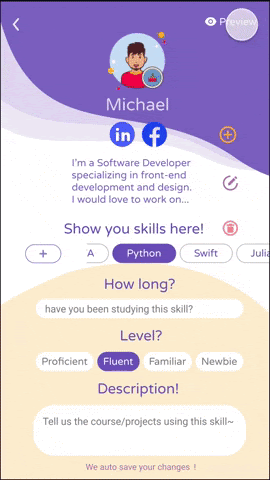 Preview
Michael
in
f
I'm a Software Developer
specializing in front-end
development and design.
I would love to work on...
Show you skills here!
+ A Python Swift Julia
How long?
have you been studying this skill?
Level?
Proficient Fluent Familiar Newbie
Description!
Tell us the course/projects using this skill~
We auto save your changes !